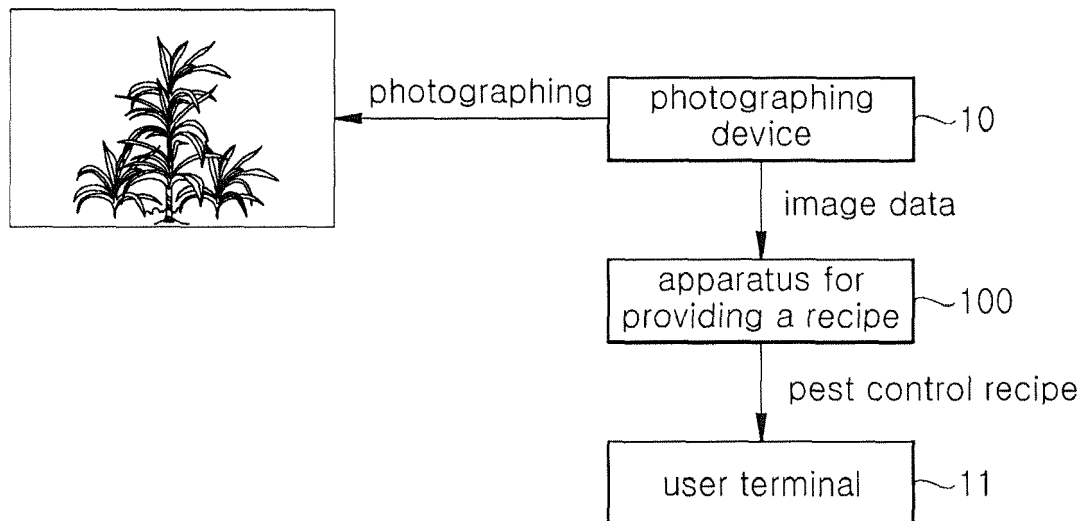 photographing
photographing
device
10
image data
apparatus for
providing a recipe
100
pest control recipe
user terminal
11